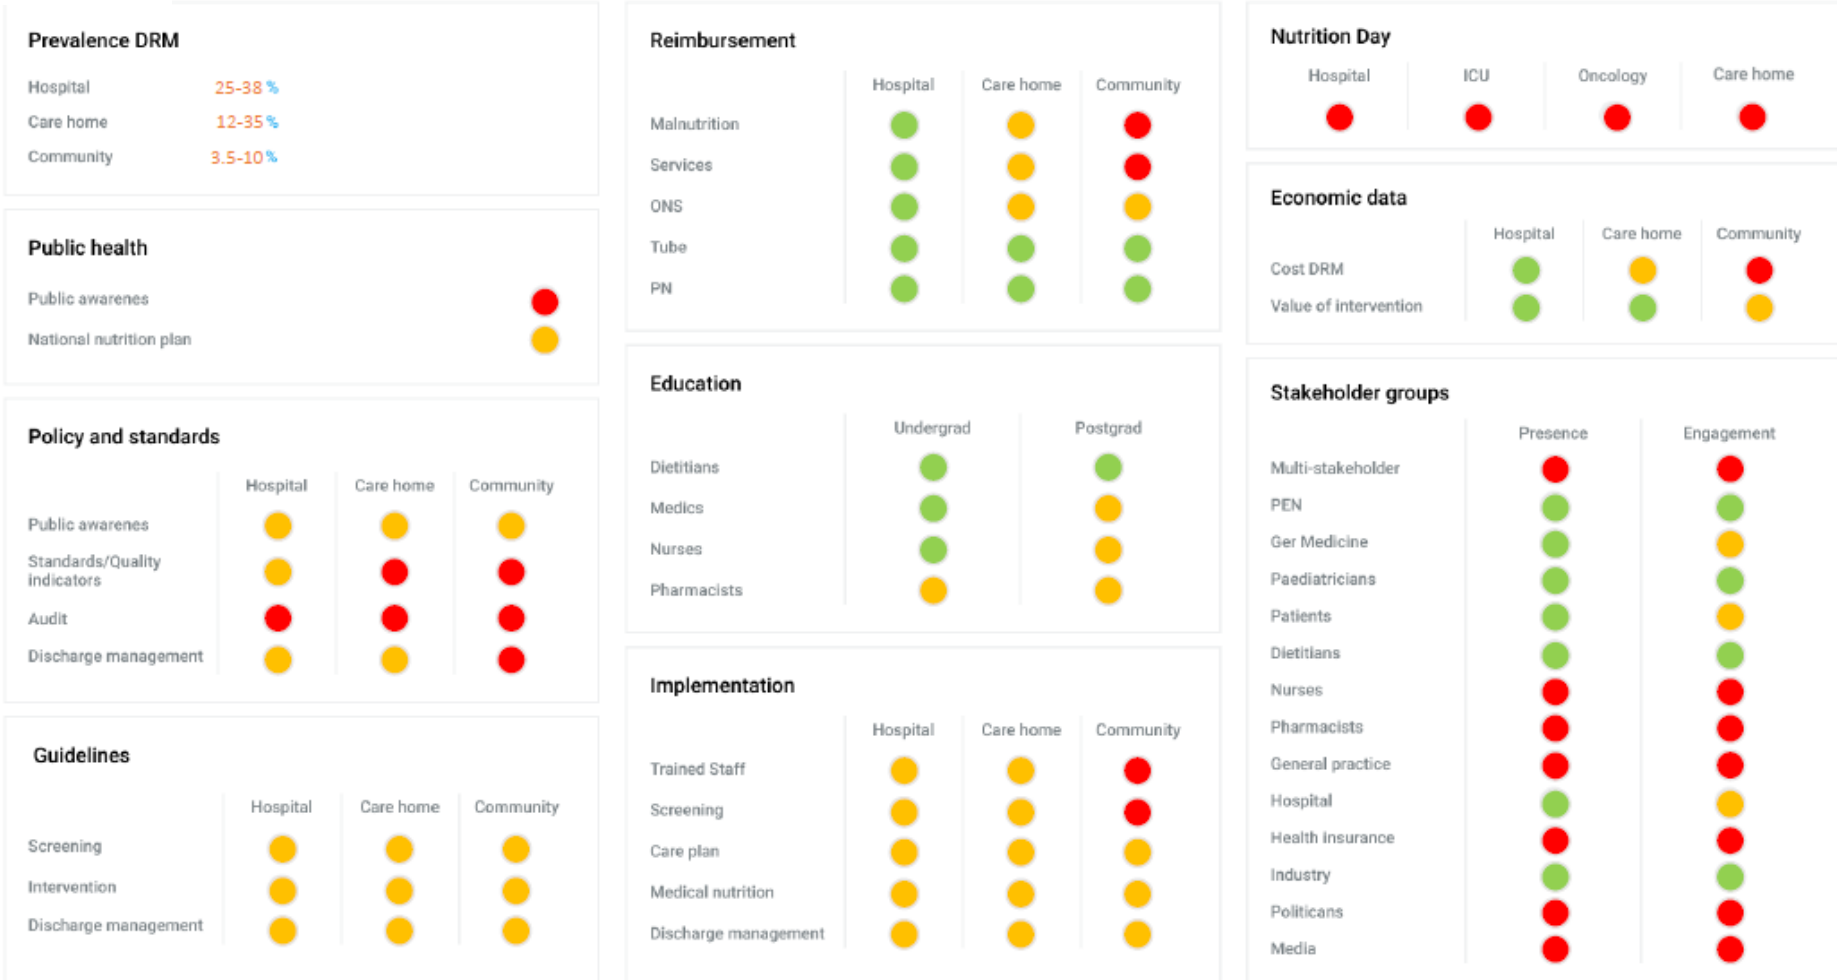 Prevalence DRM
Hospital 25-38 %
Care home 12-35 %
Community 3.5-10 %
Public health
Public awarenes
National nutrition plan
Policy and standards
Hospital Care home Community
Public awarenes
Standards/Quality
indicators
Audit
Discharge management
Guidelines
Hospital Care home Community
Screening
Intervention
Discharge management
Reimbursement
Hospital Care home Community
Malnutrition
Services
ONS
Tube
PN
Education
Undergrad Postgrad
Dietitians
Medics
Nurses
Pharmacists
Implementation
Hospital Care home Community
Trained Staff
Screening
Care plan
Medical nutrition
Discharge management
Nutrition Day
Hospital ICU Oncology Care home
Economic data
Hospital Care home Community
Cost DRM
Value of intervention
Stakeholder groups
Presence Engagement
Multi-stakeholder
PEN
Ger Medicine
Paediatricians
Patients
Dietitians
Nurses
Pharmacists
General practice
Hospital
Health insurance
Industry
Politicans
Media